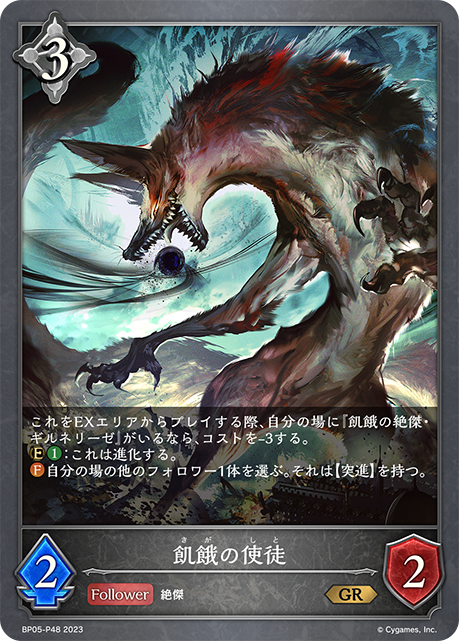 3
これをEXエリアからプレイする際、自分の場に『飢餓の絶傑・
ギルネリーゼ』がいるなら、コストを-3する。
E 1:これは進化する。
F 自分の場の他のフォロワー1体を選ぶ。それは【突進】を持つ。
きが しと
飢餓の使徒
2
Follower 絶傑
GR
2
BP05-P48 2023
© Cygames, Inc.